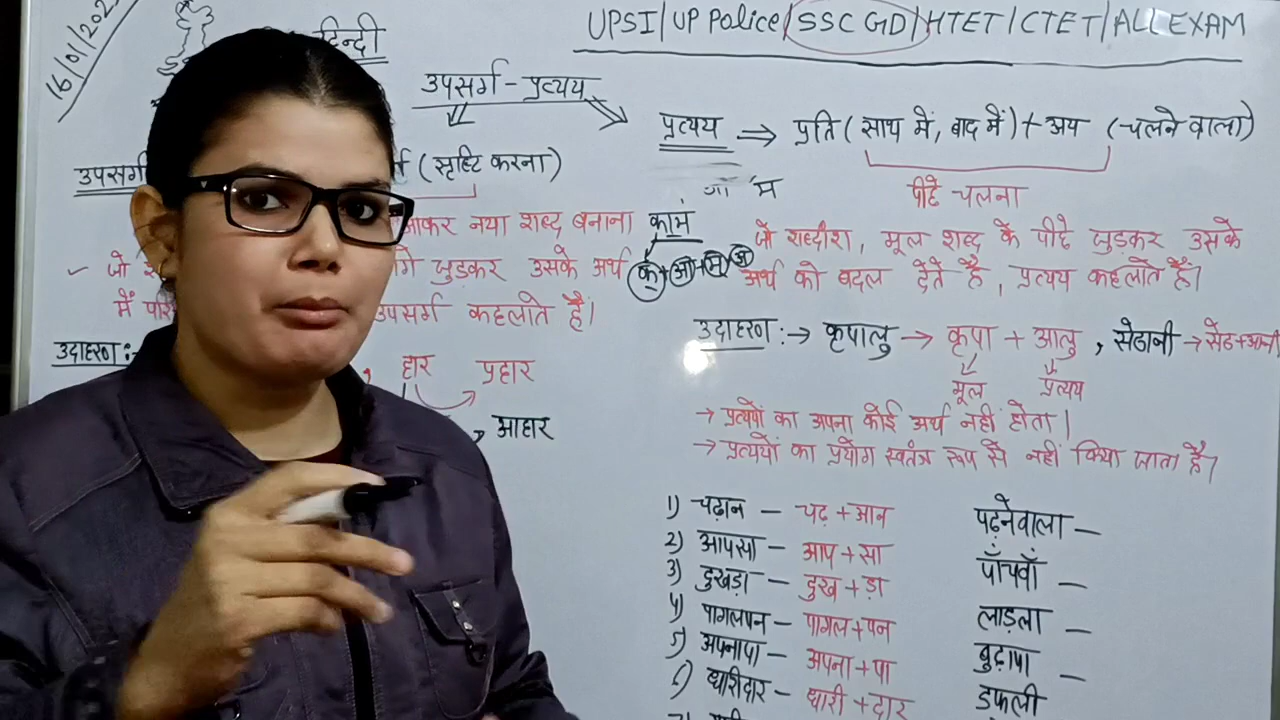 16/01/202
हिन्दी
UPSI/UP Police/SSC GD/HTET/CTET/ALL EXAM
उपसर्ग - प्रत्यय
उपसर्ग
र्ग (सृष्टि करना)
आकर नया शब्द बनाना
✓ जो
गे जुड़कर उसके अर्थ
में परि
उपसर्ग कहलाते हैं।
उदाहरण :-
, हार प्रहार
, आहार
कामं
क्+आ+म्+अ
प्रत्यय ⇒ प्रति (साथ में, बाद में) + अय (चलने वाला)
पीछे चलना
जो शब्दांश, मूल शब्द के पीछे जुड़कर उसके
अर्थ को बदल देते हैं, प्रत्यय कहलाते हैं।
उदाहरण :→ कृपालु → कृपा + आलु, सेठानी → सेठ+आनी
मूल प्रत्यय
→ प्रत्ययों का अपना कोई अर्थ नहीं होता।
→ प्रत्ययों का प्रयोग स्वतंत्र रूप से नहीं किया जाता है।
1) चढ़ान — चढ़ + आन
2) आपसा — आप + सा
3) दुखड़ा — दुख + ड़ा
4) पागलपन — पागल + पन
5) अपनापा — अपना + पा
6) धारीदार — धारी + दार
7)
पढ़नेवाला —
पाँचवाँ —
लाड़ला —
बुढ़ापा —
डफली